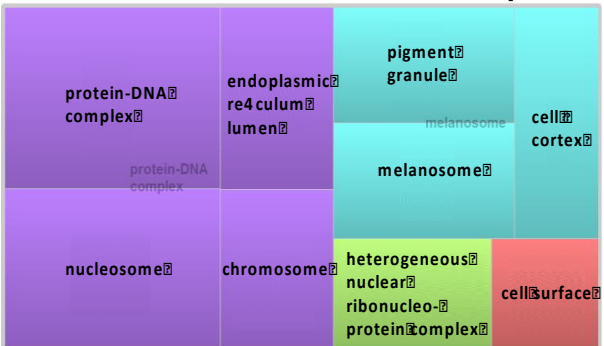 protein-DNA
complex
endoplasmic
re4culum
lumen
pigment
granule
cell
cortex
melanosome
melanosome
protein-DNA
complex
nucleosome
chromosome
heterogeneous
nuclear
ribonucleo-
protein complex
cell surface